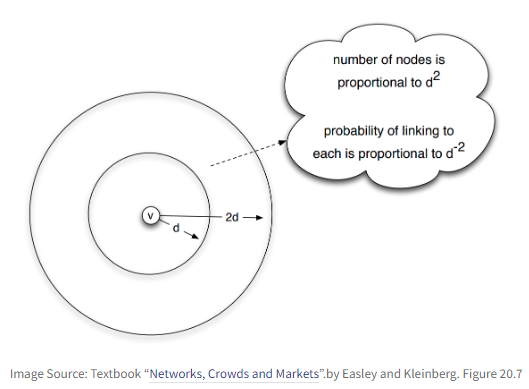 number of nodes is
proportional to d²
probability of linking to
each is proportional to d⁻²
v
d
2d
Image Source: Textbook “Networks, Crowds and Markets”.by Easley and Kleinberg. Figure 20.7